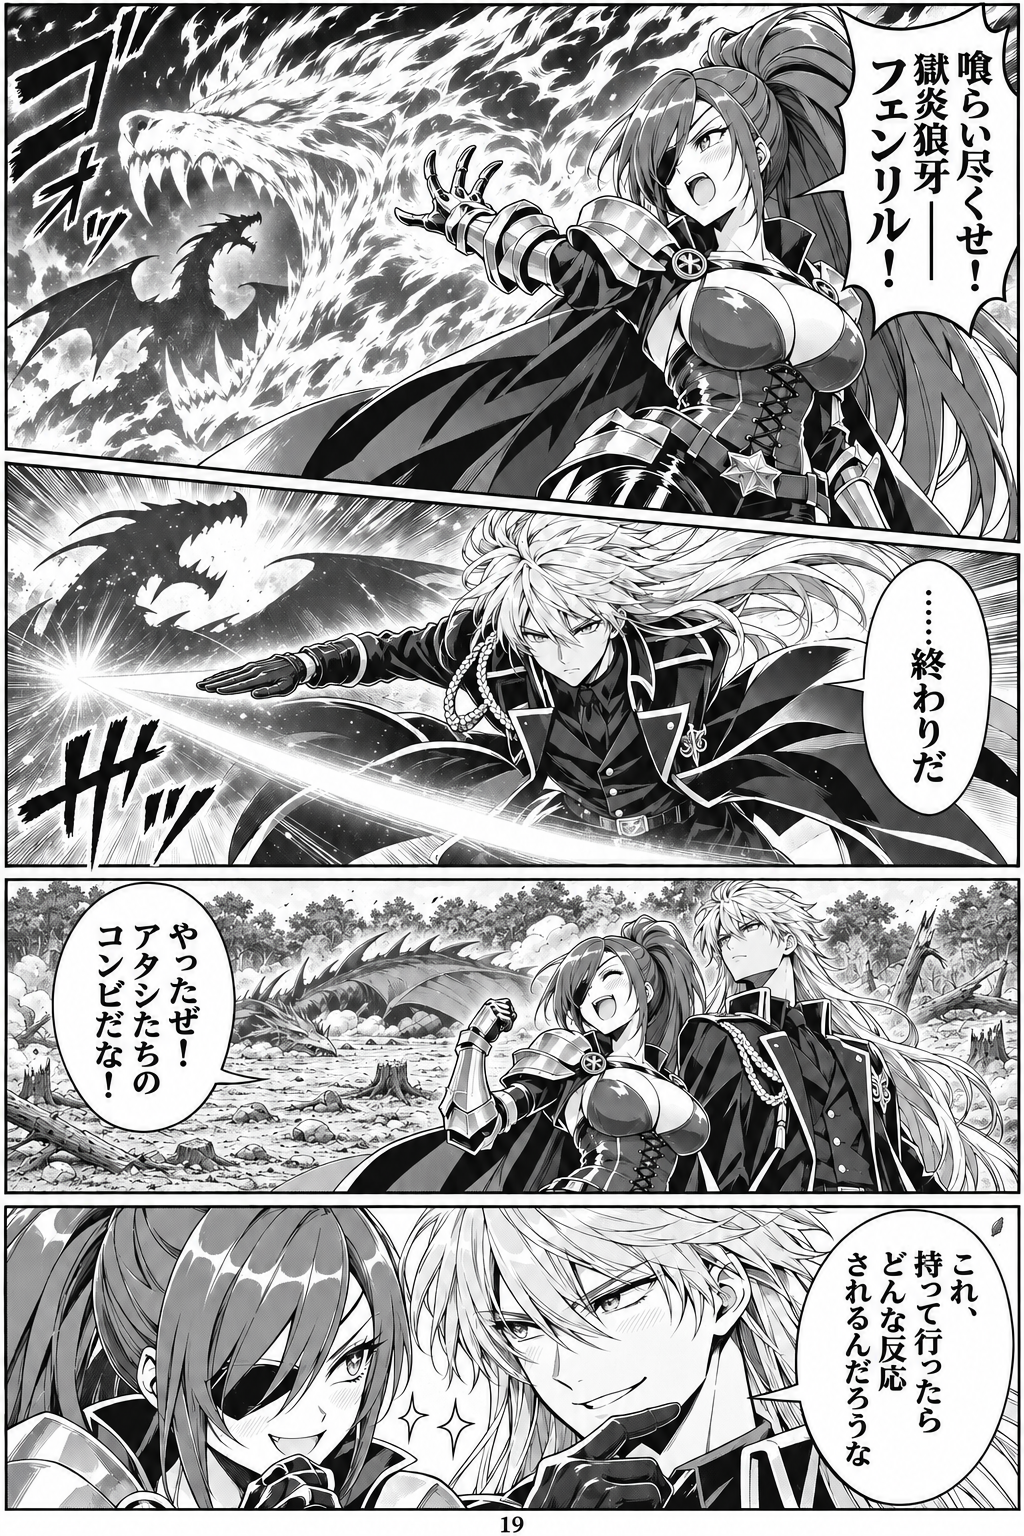 喰らい尽くせ！
獄炎狼牙――
フェンリル！
ゴオッ
……終わりだ
ザッ
やったぜ！
アタシたちの
コンビだな！
これ、
持って行ったら
どんな反応
されるんだろうな
19